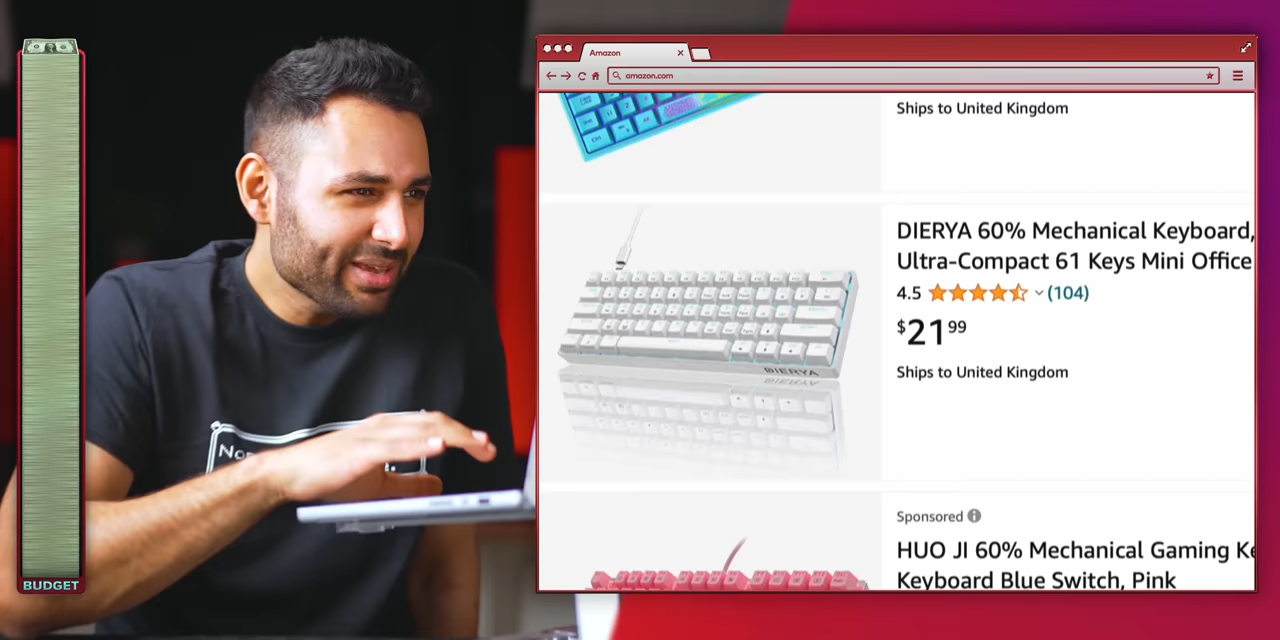 Amazon
amazon.com
Ships to United Kingdom
DIERYA 60% Mechanical Keyboard,
Ultra-Compact 61 Keys Mini Office
4.5
(104)
$21 99
Ships to United Kingdom
DIERYA
Sponsored
HUO JI 60% Mechanical Gaming Ke
Keyboard Blue Switch, Pink
BUDGET